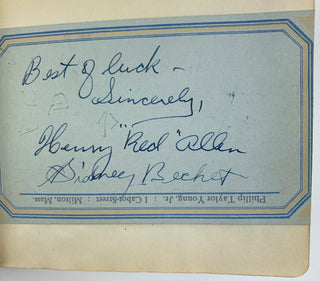 Best of luck -
Sincerely,
Henry "Red" Allen
Sidney Bechet
Phillip Taylor Young, Jr. : 1 Cabot Street : Milton, Mass.